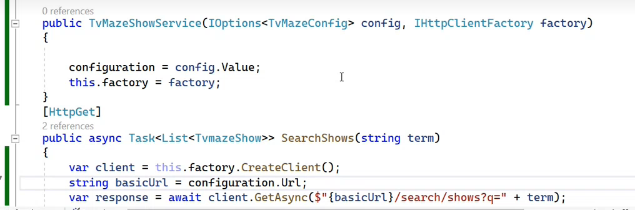 0 references
public TvMazeShowService(IOptions<TvMazeConfig> config, IHttpClientFactory factory)
{
configuration = config.Value;
this.factory = factory;
}
[HttpGet]
2 references
public async Task<List<TvmazeShow>> SearchShows(string term)
{
var client = this.factory.CreateClient();
string basicUrl = configuration.Url;
var response = await client.GetAsync($"{basicUrl}/search/shows?q=" + term);